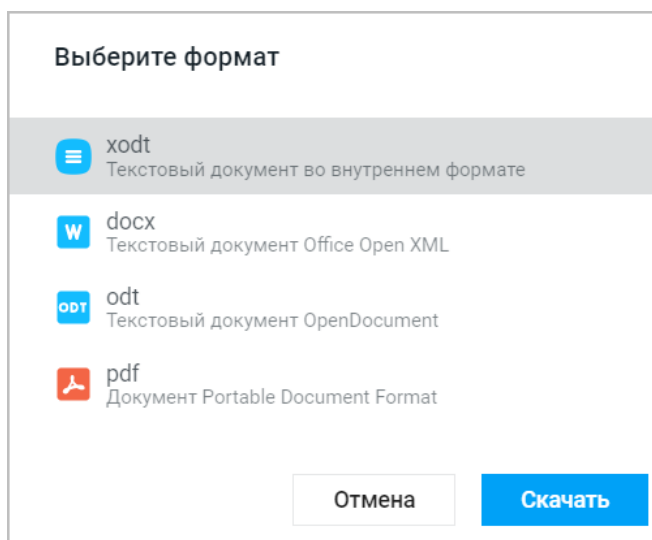 Выберите формат
xodt
Текстовый документ во внутреннем формате
W
docx
Текстовый документ Office Open XML
ODT
odt
Текстовый документ OpenDocument
pdf
Документ Portable Document Format
Отмена
Скачать